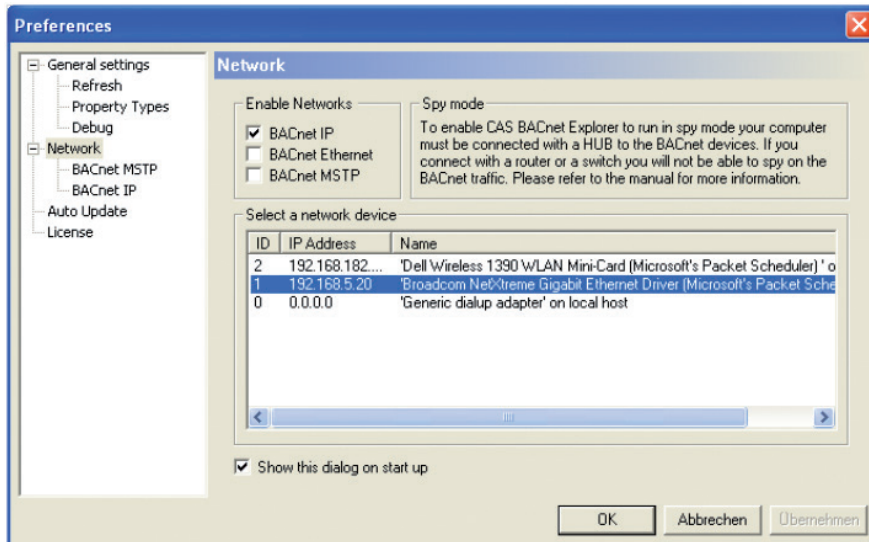 Preferences
General settings
Refresh
Property Types
Debug
Network
BACnet MSTP
BACnet IP
Auto Update
License
Network
Enable Networks
BACnet IP
BACnet Ethernet
BACnet MSTP
Spy mode
To enable CAS BACnet Explorer to run in spy mode your computer
must be connected with a HUB to the BACnet devices. If you
connect with a router or a switch you will not be able to spy on the
BACnet traffic. Please refer to the manual for more information.
Select a network device
ID IP Address Name
2 192.168.182.... 'Dell Wireless 1390 WLAN Mini-Card (Microsoft's Packet Scheduler) ' o
1 192.168.5.20 'Broadcom NetXtreme Gigabit Ethernet Driver (Microsoft's Packet Sche
0 0.0.0.0 'Generic dialup adapter' on local host
Show this dialog on start up
OK Abbrechen Übernehmen